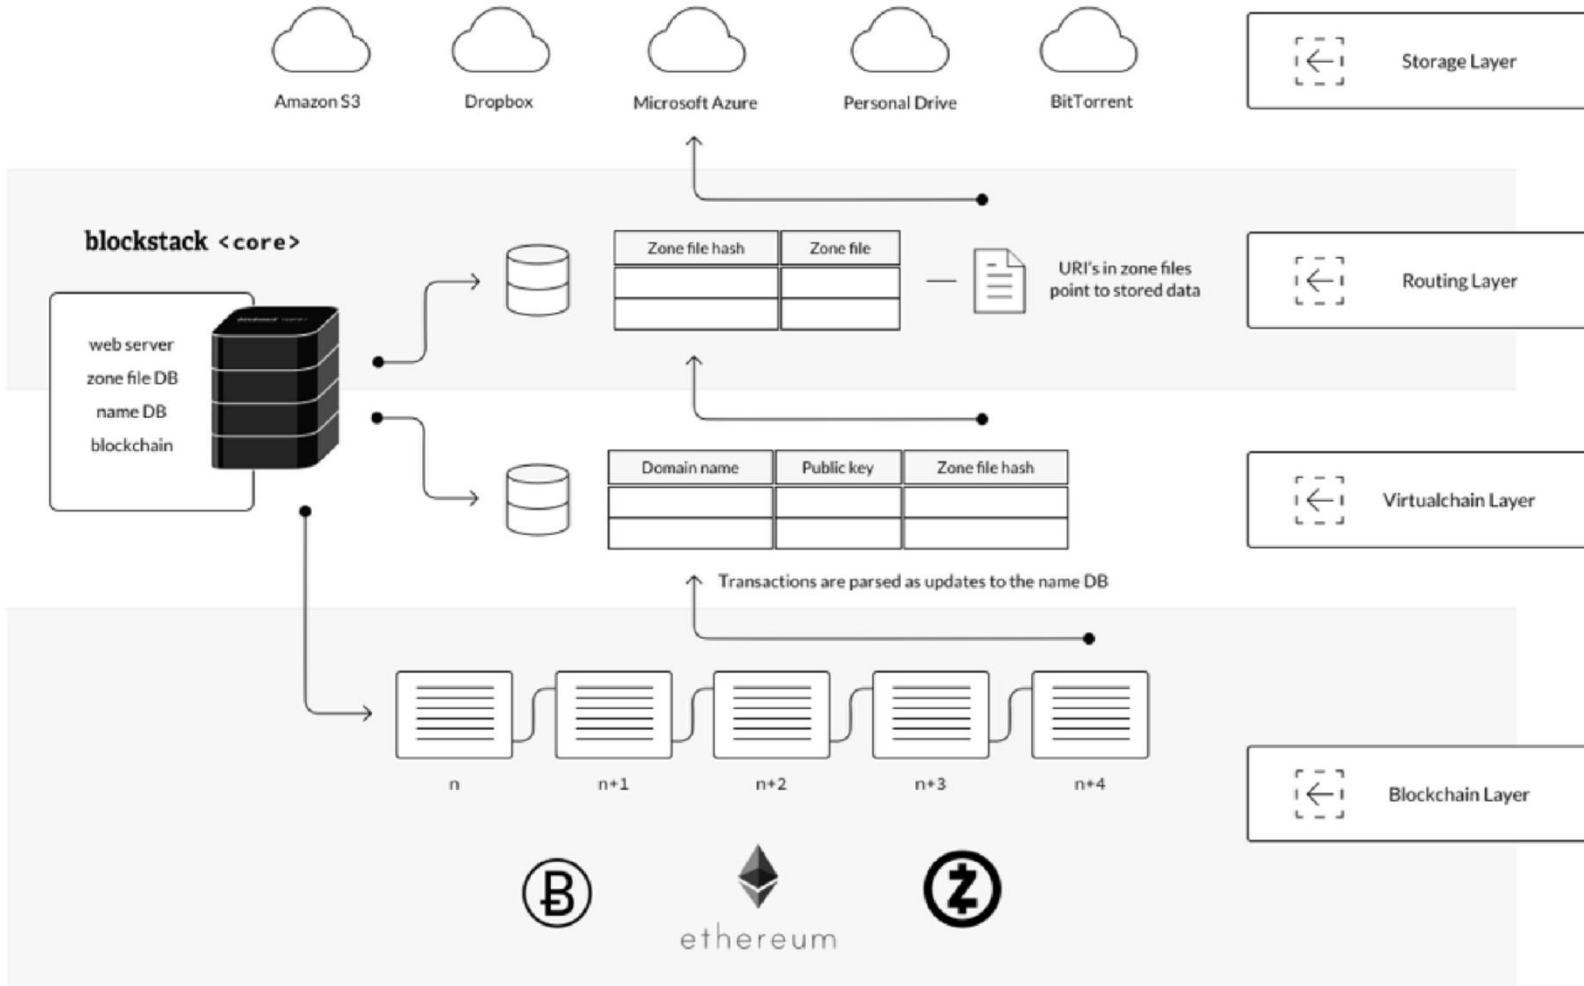 Amazon S3
Dropbox
Microsoft Azure
Personal Drive
BitTorrent
Storage Layer
blockstack <core>
web server
zone file DB
name DB
blockchain
Zone file hash
Zone file
URI's in zone files
point to stored data
Routing Layer
Domain name
Public key
Zone file hash
Virtualchain Layer
Transactions are parsed as updates to the name DB
n
n+1
n+2
n+3
n+4
Blockchain Layer
ethereum